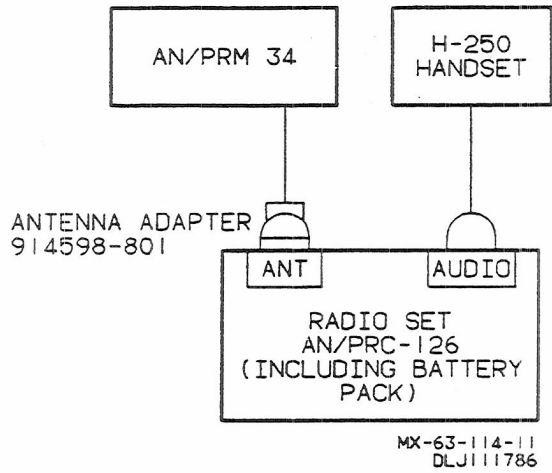 AN/PRM 34
H-250
HANDSET
ANTENNA ADAPTER
914598-801
ANT
AUDIO
RADIO SET
AN/PRC-126
(INCLUDING BATTERY
PACK)
MX-63-114-11
DLJ111786